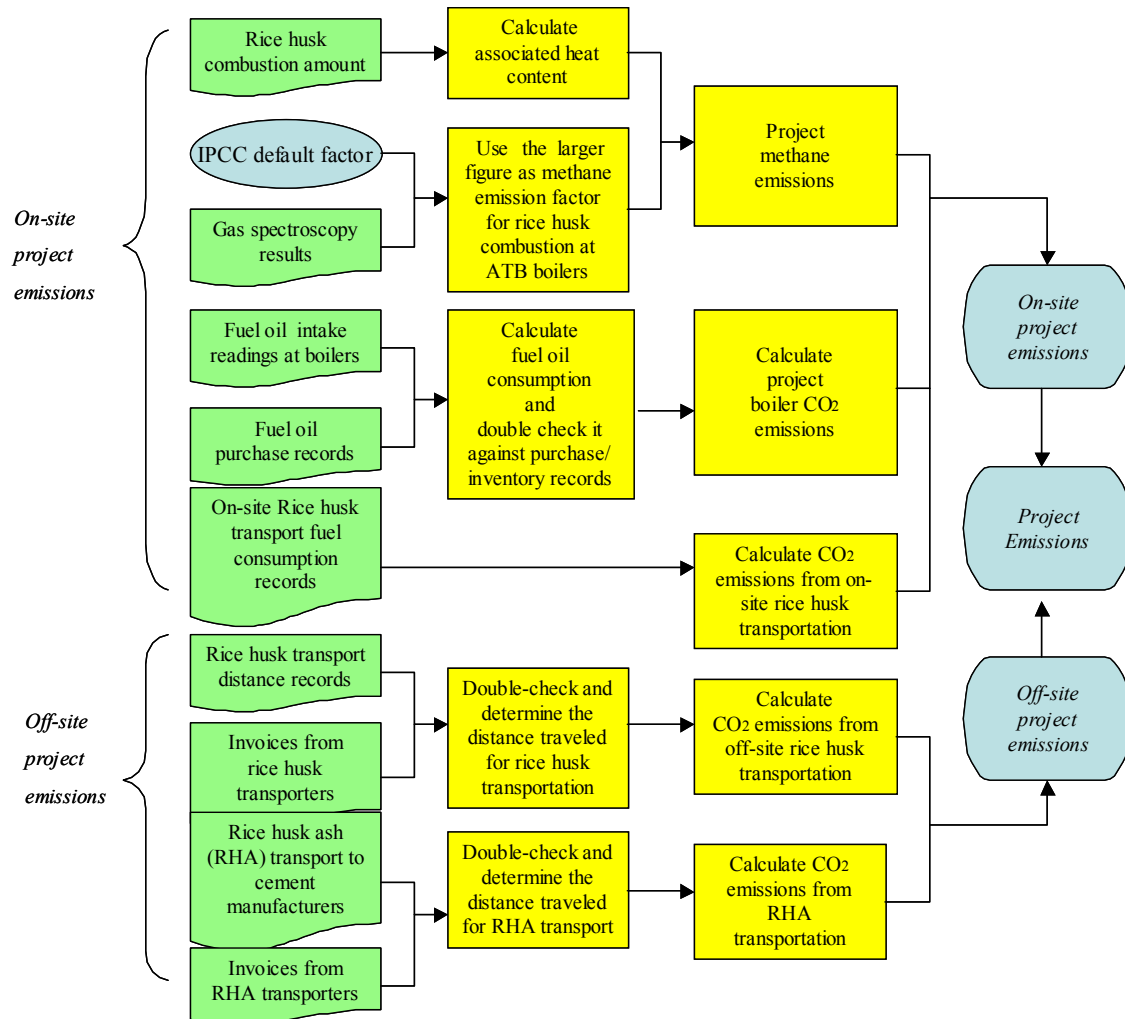 On-site
project
emissions
Rice husk
combustion amount
IPCC default factor
Gas spectroscopy
results
Fuel oil intake
readings at boilers
Fuel oil
purchase records
On-site Rice husk
transport fuel
consumption
records
Calculate
associated heat
content
Use the larger
figure as methane
emission factor
for rice husk
combustion at
ATB boilers
Calculate
fuel oil
consumption
and
double check it
against purchase/
inventory records
Project
methane
emissions
Calculate
project
boiler CO2
emissions
Calculate CO2
emissions from on-
site rice husk
transportation
On-site
project
emissions
Project
Emissions
Off-site
project
emissions
Rice husk transport
distance records
Invoices from
rice husk
transporters
Rice husk ash
(RHA) transport to
cement
manufacturers
Invoices from
RHA transporters
Double-check and
determine the
distance traveled
for rice husk
transportation
Double-check and
determine the
distance traveled
for RHA transport
Calculate
CO2 emissions from
off-site rice husk
transportation
Calculate CO2
emissions from
RHA
transportation
Off-site
project
emissions